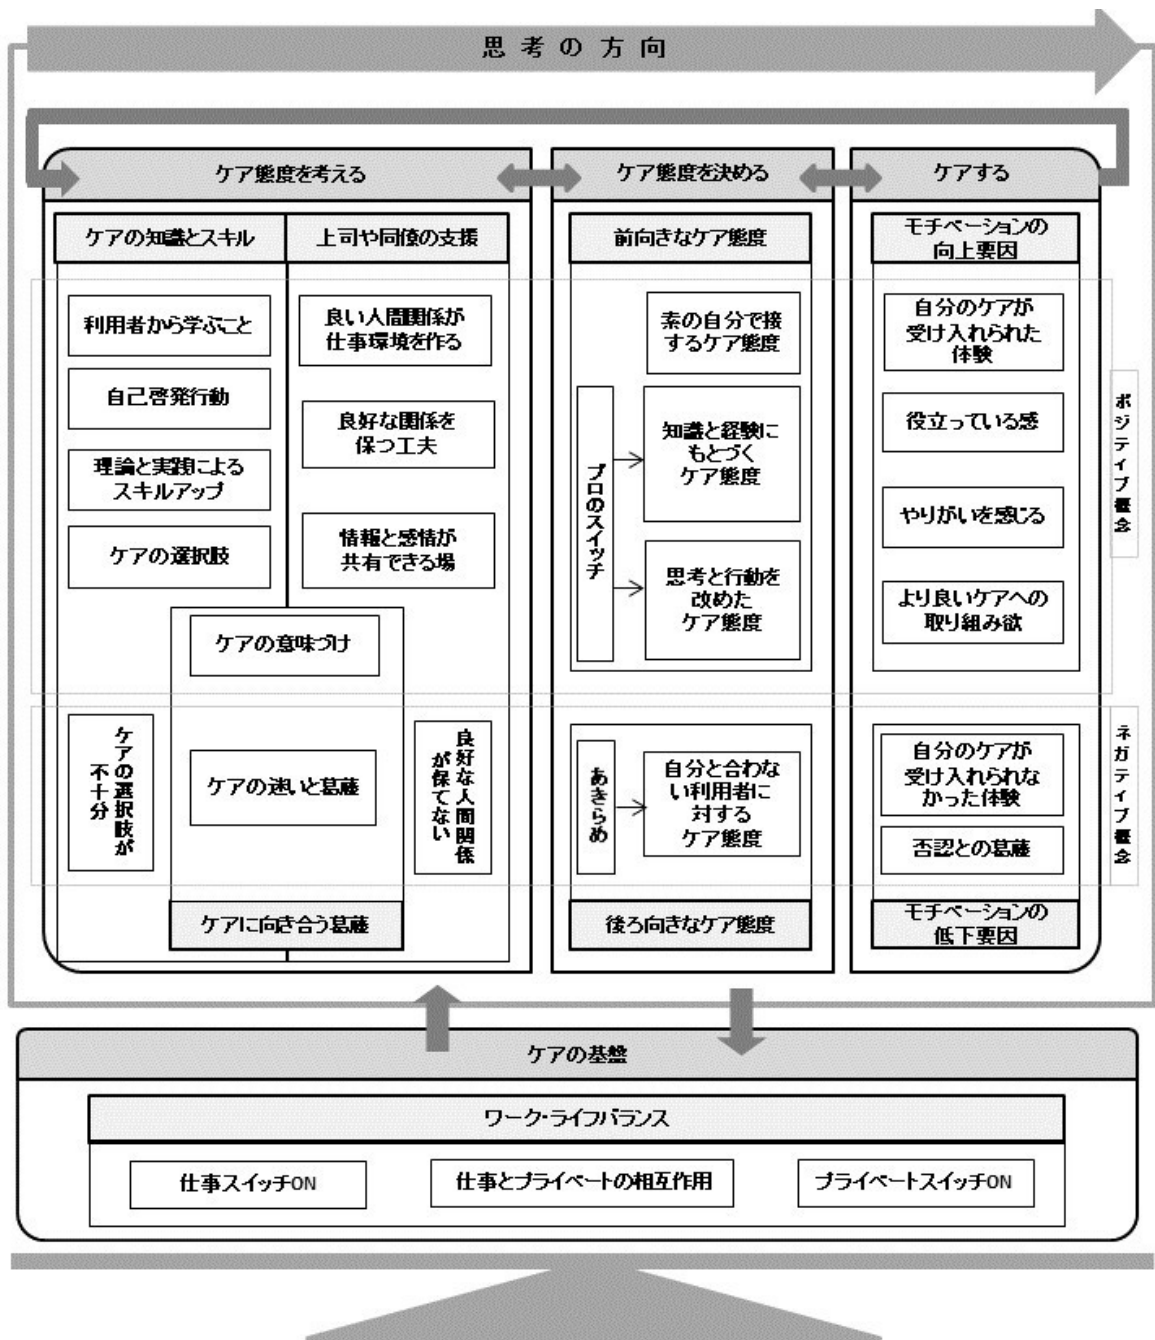 思考の方向
ケア態度を考える
ケア態度を決める
ケアする
ケアの知識とスキル
上司や同僚の支援
前向きなケア態度
モチベーションの
向上要因
利用者から学ぶこと
自己啓発行動
理論と実践による
スキルアップ
ケアの選択肢
良い人間関係が
仕事環境を作る
良好な関係を
保つ工夫
情報と感情が
共有できる場
ケアの意味づけ
素の自分で接
するケア態度
プロのスイッチ
知識と経験に
もとづく
ケア態度
思考と行動を
改めた
ケア態度
自分のケアが
受け入れられた
体験
役立っている感
やりがいを感じる
より良いケアへの
取り組み欲
ポジティブ概念
ケアの選択肢が
不十分
ケアの迷いと葛藤
良好な人間関係
が保てない
ケアに向き合う葛藤
あきらめ
自分と合わな
い利用者に
対する
ケア態度
後ろ向きなケア態度
自分のケアが
受け入れられな
かった体験
否認との葛藤
モチベーションの
低下要因
ネガティブ概念
ケアの基盤
ワーク・ライフバランス
仕事スイッチON
仕事とプライベートの相互作用
プライベートスイッチON